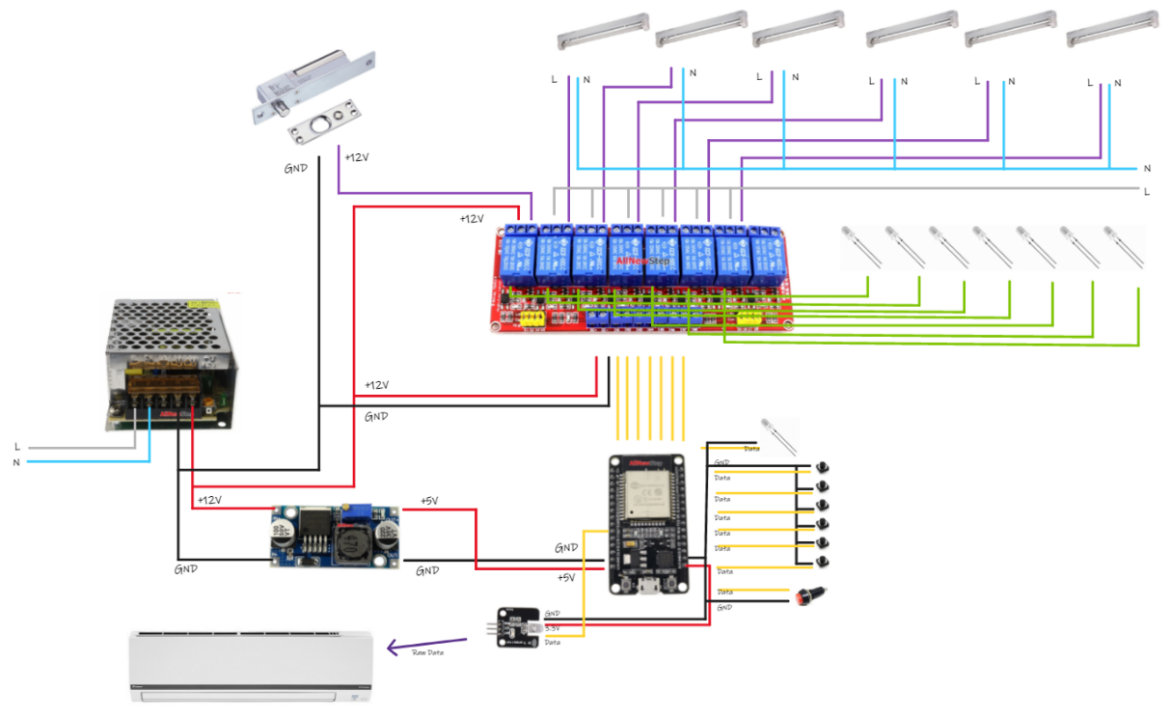 L
N
N
L
N
L
N
L
N
L
N
GND
+12V
N
L
+12V
AllNewStep
+12V
GND
L
N
Data
GND
Data
+12V
+5V
Data
Data
GND
Data
GND
GND
+5V
Data
Data
GND
GND
3.3V
Data
Raw Data